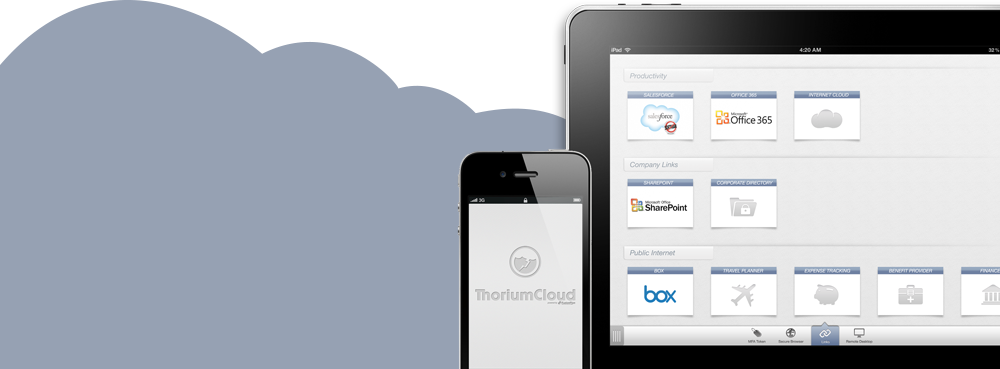 iPad
4:20 AM
32 %
Productivity
SALESFORCE
OFFICE 365
INTERNET CLOUD
salesforce
Microsoft
Office 365
Company Links
SHAREPOINT
CORPORATE DIRECTORY
Microsoft Office
SharePoint
Public Internet
BOX
TRAVEL PLANNER
EXPENSE TRACKING
BENEFIT PROVIDER
FINANCE
box
MFA Token
Secure Browser
Links
Remote Desktop
3G
ThoriumCloud